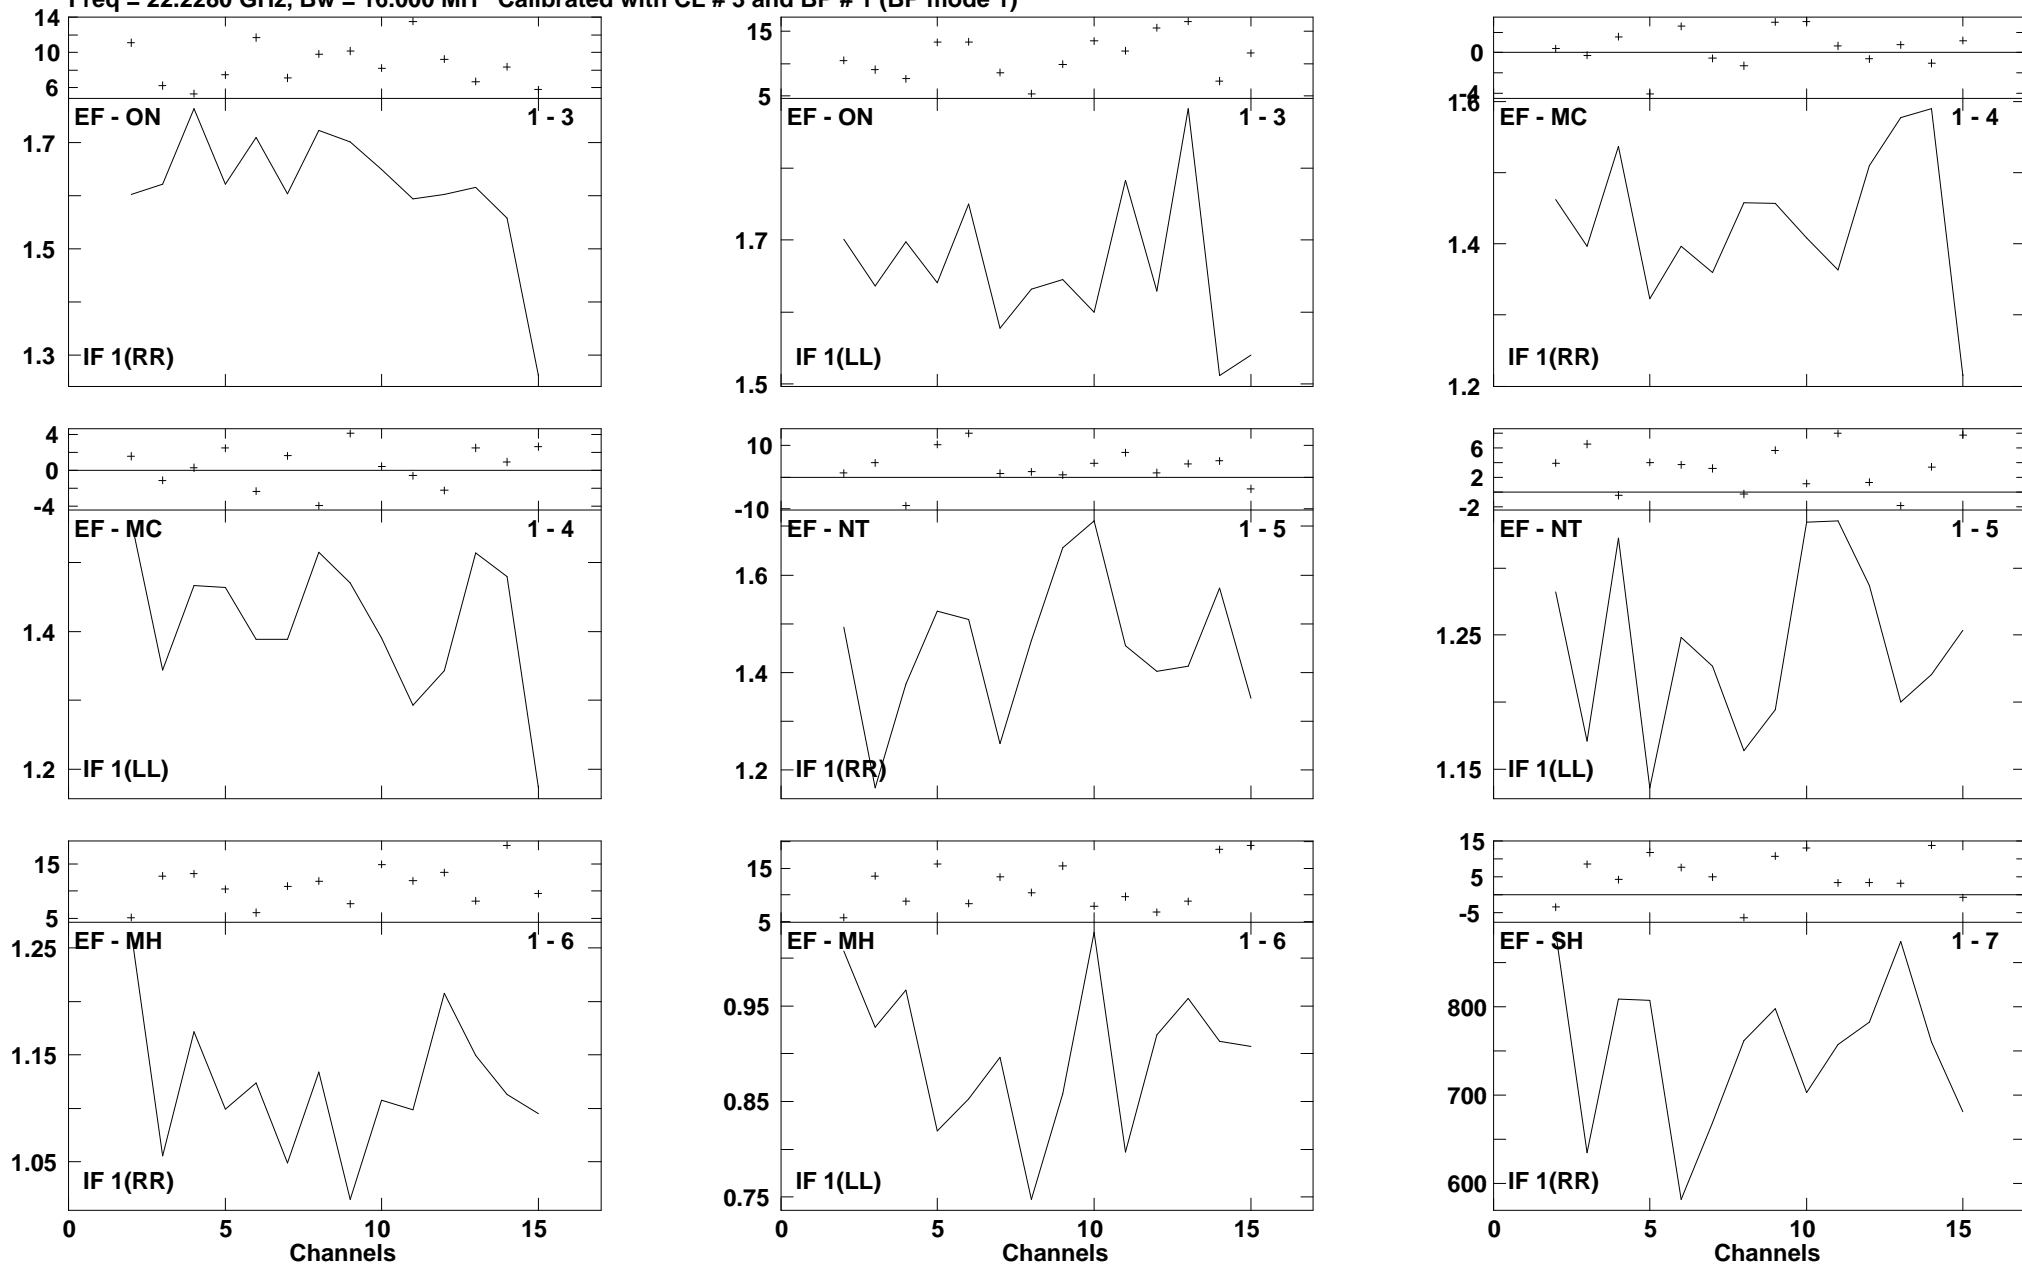 Freq = 22.2280 GHz, Bw = 16.000 MH Calibrated with CL # 3 and BP # 1 (BP mode 1)
14
10
6
EF - ON 1 - 3
1.7
1.5
1.3
IF 1(RR)
15
5
EF - ON 1 - 3
1.7
1.5
IF 1(LL)
0
-4
1.6
EF - MC 1 - 4
1.4
1.2
IF 1(RR)
4
0
-4
EF - MC 1 - 4
1.4
1.2
IF 1(LL)
10
-10
EF - NT 1 - 5
1.6
1.4
1.2
IF 1(RR)
6
2
-2
EF - NT 1 - 5
1.25
1.15
IF 1(LL)
15
5
EF - MH 1 - 6
1.25
1.15
1.05
IF 1(RR)
0 5 10 15
Channels
15
5
EF - MH 1 - 6
0.95
0.85
0.75
IF 1(LL)
0 5 10 15
Channels
15
5
-5
EF - SH 1 - 7
800
700
600
IF 1(RR)
0 5 10 15
Channels